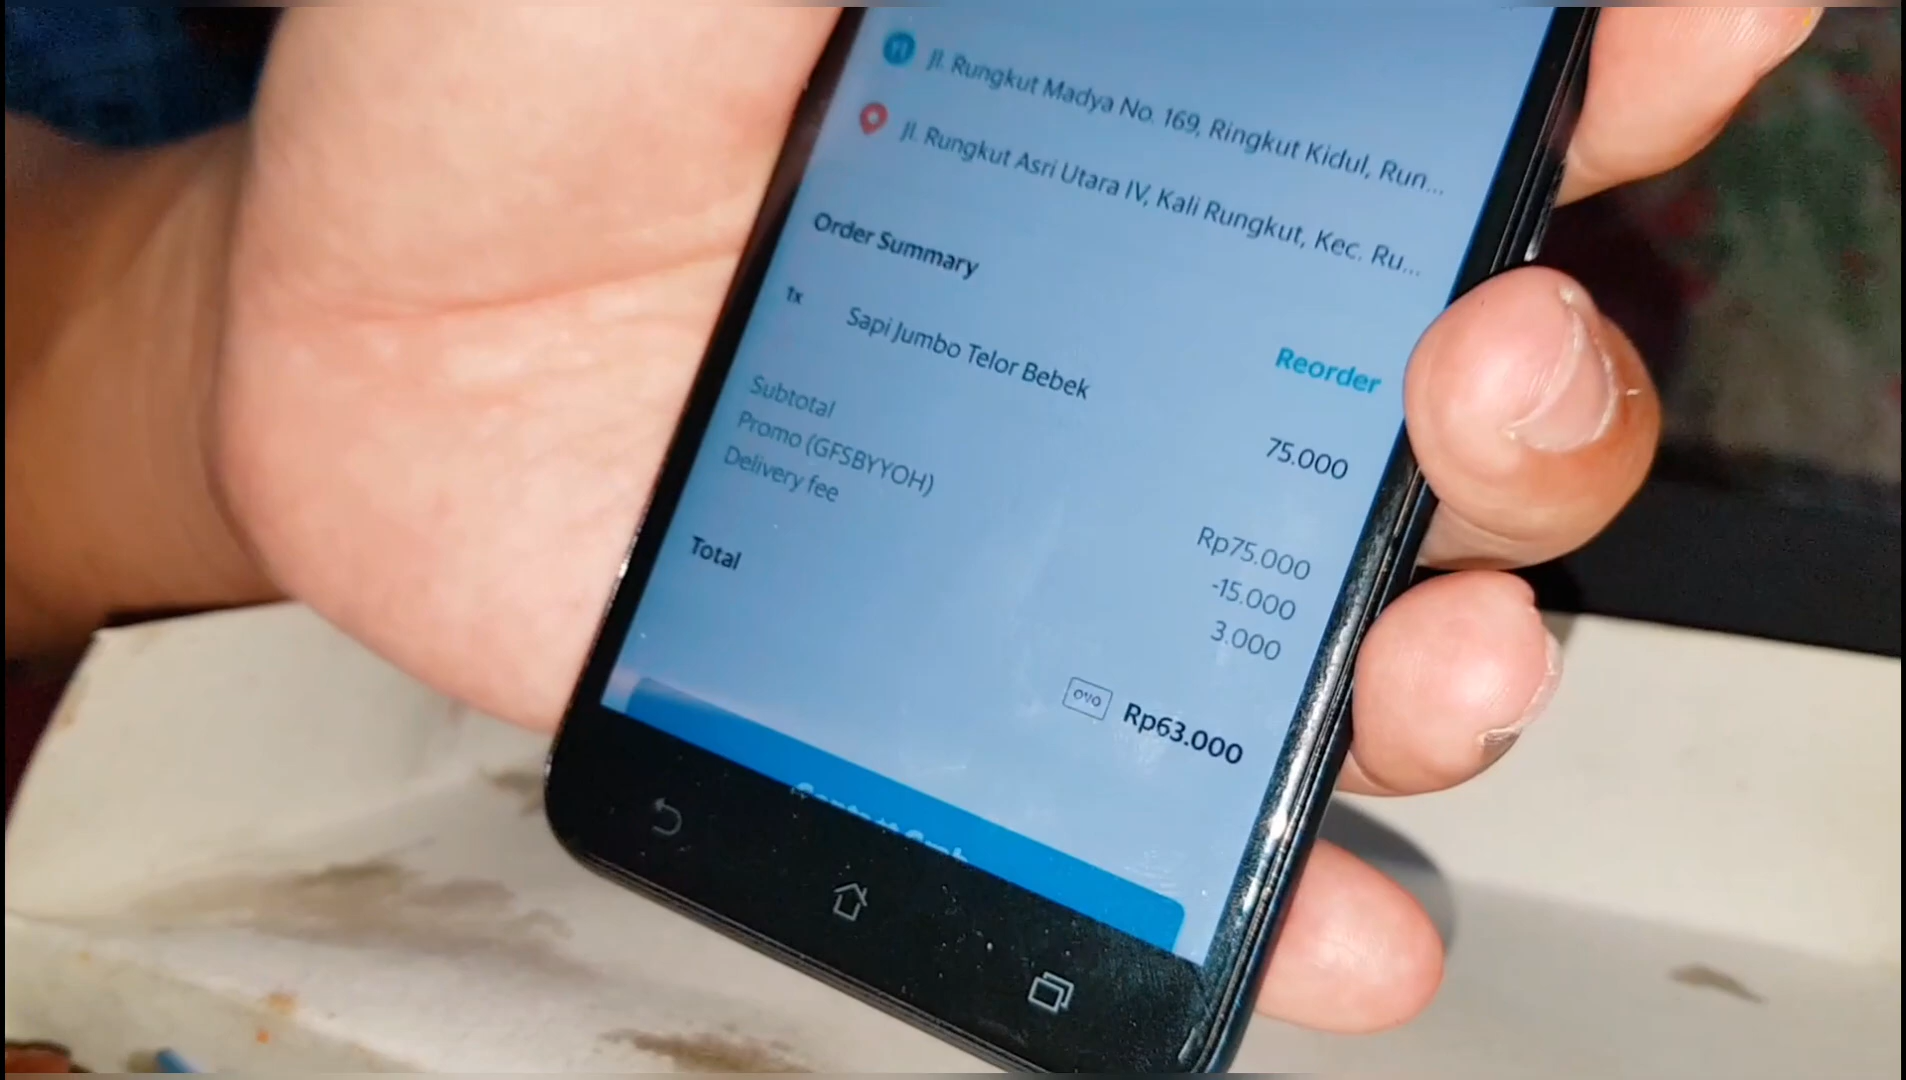 Jl. Rungkut Madya No. 169, Ringkut Kidul, Run...
Jl. Rungkut Asri Utara IV, Kali Rungkut, Kec. Ru...
Order Summary
Reorder
1x Sapi Jumbo Telor Bebek 75.000
Subtotal Rp75.000
Promo (GFSBYYOH) -15.000
Delivery fee 3.000
Total OVO Rp63.000